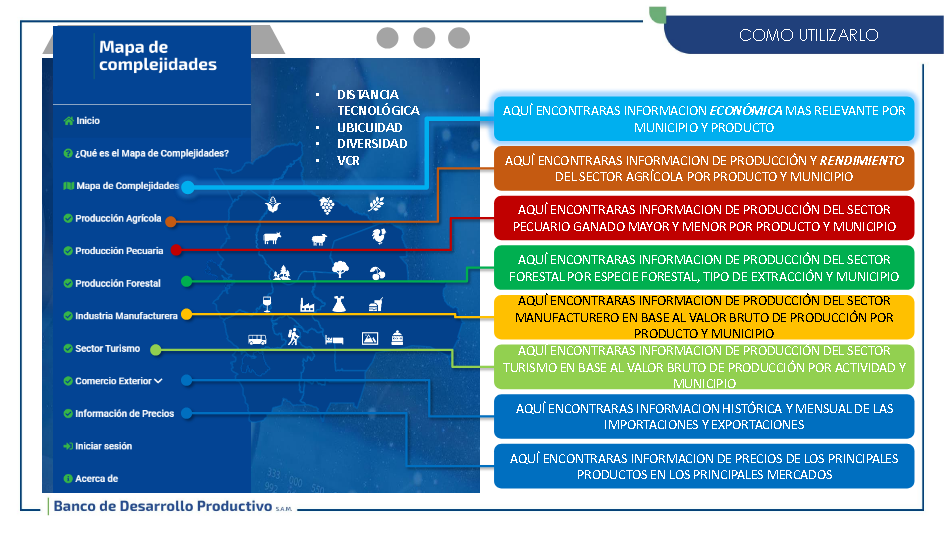 COMO UTILIZARLO
Mapa de
complejidades
Inicio
¿Qué es el Mapa de Complejidades?
Mapa de Complejidades
Producción Agrícola
Producción Pecuaria
Producción Forestal
Industria Manufacturera
Sector Turismo
Comercio Exterior
Información de Precios
Iniciar sesión
Acerca de
• DISTANCIA
TECNOLÓGICA
• UBICUIDAD
• DIVERSIDAD
• VCR
AQUÍ ENCONTRARAS INFORMACION ECONÓMICA MAS RELEVANTE POR
MUNICIPIO Y PRODUCTO
AQUÍ ENCONTRARAS INFORMACION DE PRODUCCIÓN Y RENDIMIENTO
DEL SECTOR AGRÍCOLA POR PRODUCTO Y MUNICIPIO
AQUÍ ENCONTRARAS INFORMACION DE PRODUCCIÓN DEL SECTOR
PECUARIO GANADO MAYOR Y MENOR POR PRODUCTO Y MUNICIPIO
AQUÍ ENCONTRARAS INFORMACION DE PRODUCCIÓN DEL SECTOR
FORESTAL POR ESPECIE FORESTAL, TIPO DE EXTRACCIÓN Y MUNICIPIO
AQUÍ ENCONTRARAS INFORMACION DE PRODUCCIÓN DEL SECTOR
MANUFACTURERO EN BASE AL VALOR BRUTO DE PRODUCCIÓN POR
PRODUCTO Y MUNICIPIO
AQUÍ ENCONTRARAS INFORMACION DE PRODUCCIÓN DEL SECTOR
TURISMO EN BASE AL VALOR BRUTO DE PRODUCCIÓN POR ACTIVIDAD Y
MUNICIPIO
AQUÍ ENCONTRARAS INFORMACION HISTÓRICA Y MENSUAL DE LAS
IMPORTACIONES Y EXPORTACIONES
AQUÍ ENCONTRARAS INFORMACION DE PRECIOS DE LOS PRINCIPALES
PRODUCTOS EN LOS PRINCIPALES MERCADOS
Banco de Desarrollo Productivo S.A.M.